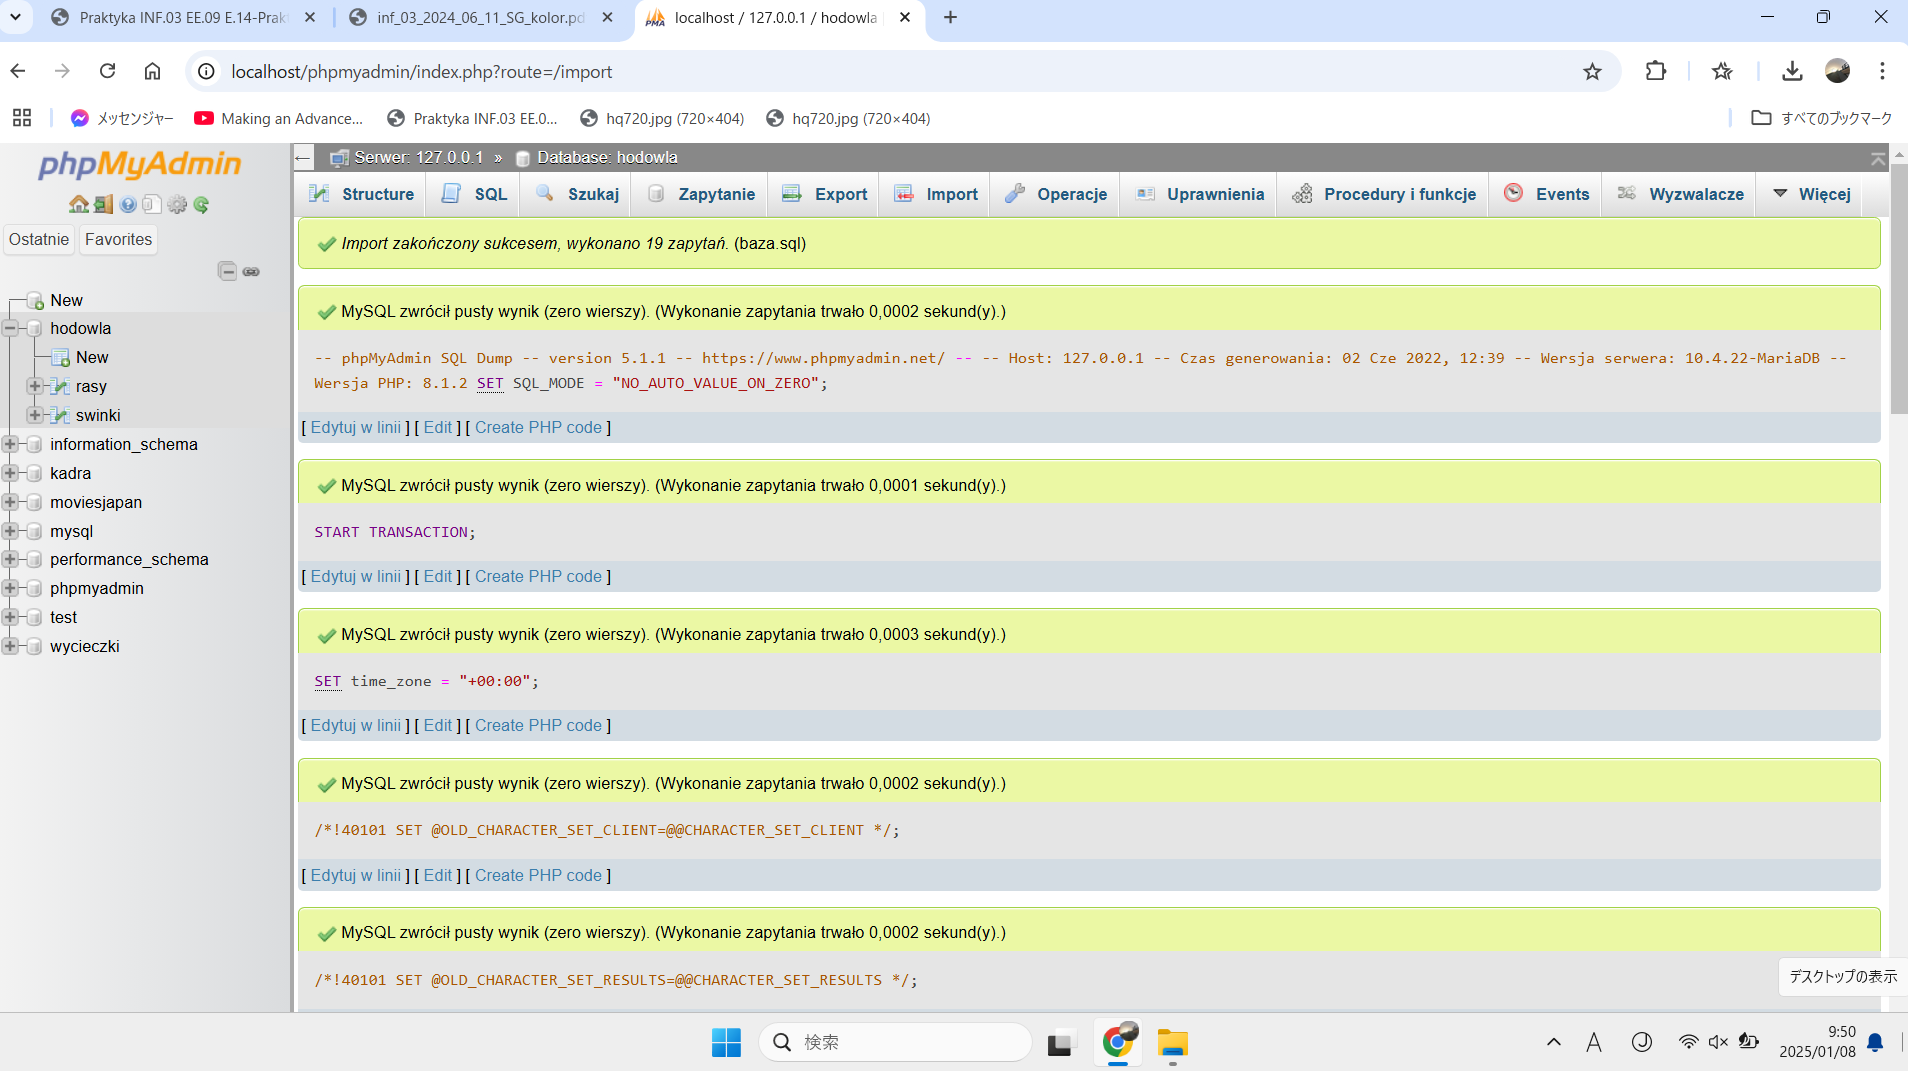 Praktyka INF.03 EE.09 E.14-Prak
inf_03_2024_06_11_SG_kolor.pd
localhost / 127.0.0.1 / hodowla
localhost/phpmyadmin/index.php?route=/import
メッセンジャー
Making an Advance...
Praktyka INF.03 EE.0...
hq720.jpg (720×404)
hq720.jpg (720×404)
すべてのブックマーク
phpMyAdmin
Ostatnie
Favorites
New
hodowla
New
rasy
swinki
information_schema
kadra
moviesjapan
mysql
performance_schema
phpmyadmin
test
wycieczki
Serwer: 127.0.0.1 » Database: hodowla
Structure
SQL
Szukaj
Zapytanie
Export
Import
Operacje
Uprawnienia
Procedury i funkcje
Events
Wyzwalacze
Więcej
Import zakończony sukcesem, wykonano 19 zapytań. (baza.sql)
MySQL zwrócił pusty wynik (zero wierszy). (Wykonanie zapytania trwało 0,0002 sekund(y).)
-- phpMyAdmin SQL Dump -- version 5.1.1 -- https://www.phpmyadmin.net/ -- -- Host: 127.0.0.1 -- Czas generowania: 02 Cze 2022, 12:39 -- Wersja serwera: 10.4.22-MariaDB --
Wersja PHP: 8.1.2 SET SQL_MODE = "NO_AUTO_VALUE_ON_ZERO";
[ Edytuj w linii ] [ Edit ] [ Create PHP code ]
MySQL zwrócił pusty wynik (zero wierszy). (Wykonanie zapytania trwało 0,0001 sekund(y).)
START TRANSACTION;
[ Edytuj w linii ] [ Edit ] [ Create PHP code ]
MySQL zwrócił pusty wynik (zero wierszy). (Wykonanie zapytania trwało 0,0003 sekund(y).)
SET time_zone = "+00:00";
[ Edytuj w linii ] [ Edit ] [ Create PHP code ]
MySQL zwrócił pusty wynik (zero wierszy). (Wykonanie zapytania trwało 0,0002 sekund(y).)
/*!40101 SET @OLD_CHARACTER_SET_CLIENT=@@CHARACTER_SET_CLIENT */;
[ Edytuj w linii ] [ Edit ] [ Create PHP code ]
MySQL zwrócił pusty wynik (zero wierszy). (Wykonanie zapytania trwało 0,0002 sekund(y).)
/*!40101 SET @OLD_CHARACTER_SET_RESULTS=@@CHARACTER_SET_RESULTS */;
デスクトップの表示
検索
A
9:50
2025/01/08